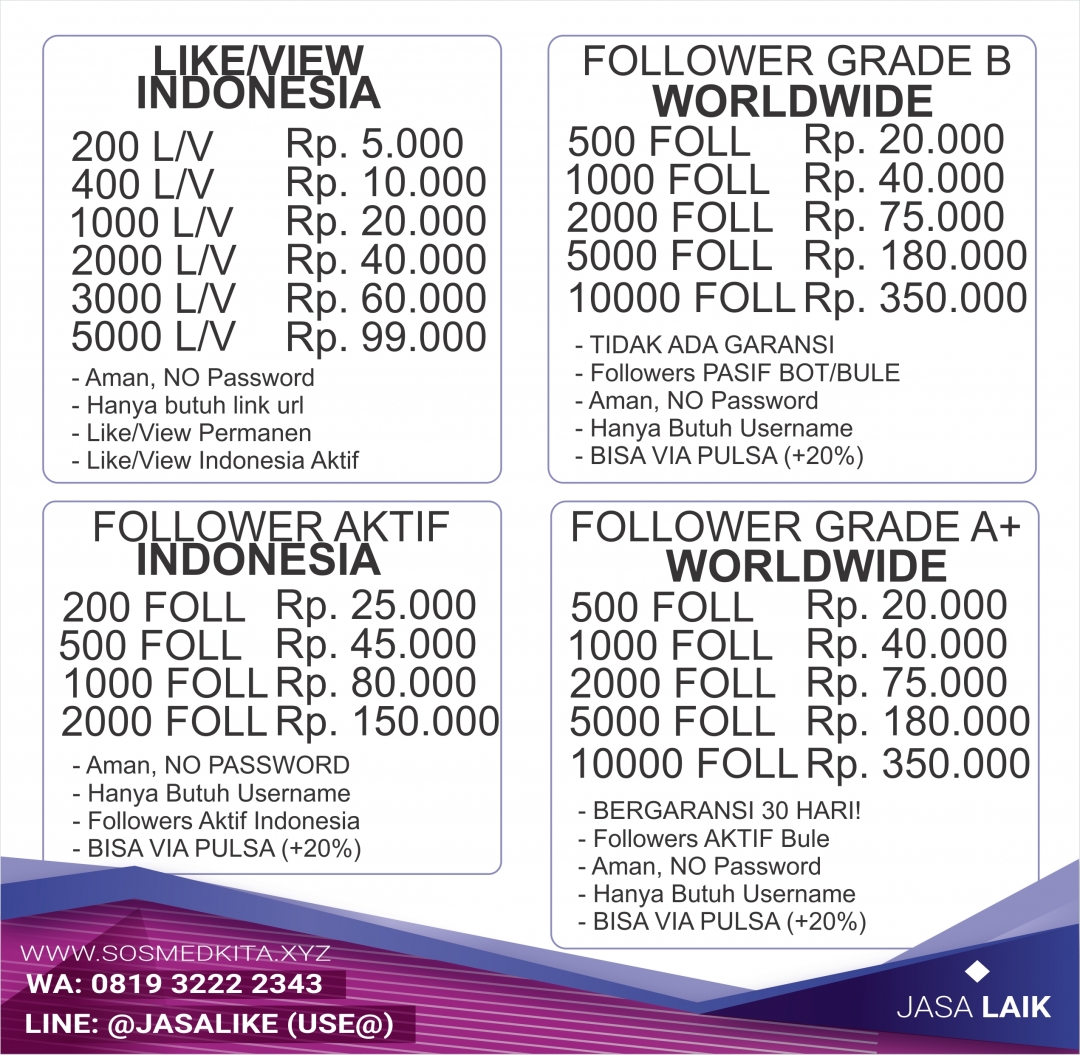 LIKE/VIEW
INDONESIA
200 L/V Rp. 5.000
400 L/V Rp. 10.000
1000 L/V Rp. 20.000
2000 L/V Rp. 40.000
3000 L/V Rp. 60.000
5000 L/V Rp. 99.000
- Aman, NO Password
- Hanya butuh link url
- Like/View Permanen
- Like/View Indonesia Aktif
FOLLOWER GRADE B
WORLDWIDE
500 FOLL Rp. 20.000
1000 FOLL Rp. 40.000
2000 FOLL Rp. 75.000
5000 FOLL Rp. 180.000
10000 FOLL Rp. 350.000
- TIDAK ADA GARANSI
- Followers PASIF BOT/BULE
- Aman, NO Password
- Hanya Butuh Username
- BISA VIA PULSA (+20%)
FOLLOWER AKTIF
INDONESIA
200 FOLL Rp. 25.000
500 FOLL Rp. 45.000
1000 FOLL Rp. 80.000
2000 FOLL Rp. 150.000
- Aman, NO PASSWORD
- Hanya Butuh Username
- Followers Aktif Indonesia
- BISA VIA PULSA (+20%)
FOLLOWER GRADE A+
WORLDWIDE
500 FOLL Rp. 20.000
1000 FOLL Rp. 40.000
2000 FOLL Rp. 75.000
5000 FOLL Rp. 180.000
10000 FOLL Rp. 350.000
- BERGARANSI 30 HARI!
- Followers AKTIF Bule
- Aman, NO Password
- Hanya Butuh Username
- BISA VIA PULSA (+20%)
WWW.SOSMEDKITA.XYZ
WA: 0819 3222 2343
LINE: @JASALIKE (USE@)
JASA LAIK